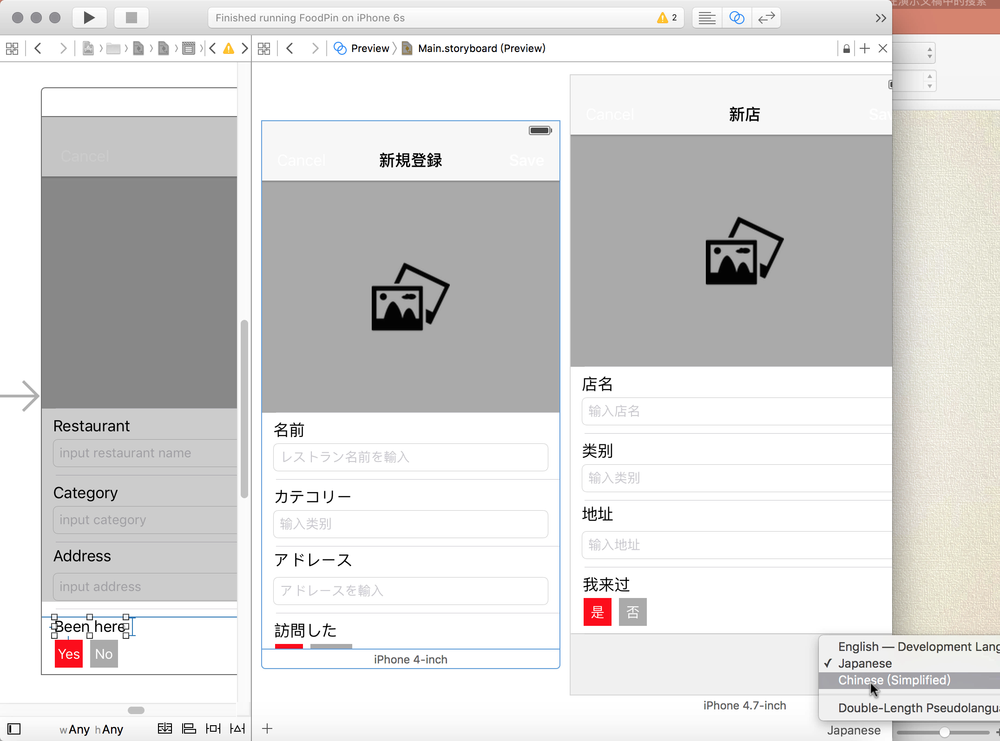 在演示文稿中的搜索
Finished running FoodPin on iPhone 6s
2
Preview
Main.storyboard (Preview)
Cancel
Restaurant
input restaurant name
Category
input category
Address
input address
Been here
Yes
No
wAny hAny
Cancel
新規登録
Save
名前
レストラン名前を輸入
カテコリー
输入类别
アドレース
アドレースを輸入
訪問した
iPhone 4-inch
Cancel
新店
店名
输入店名
类别
输入类别
地址
输入地址
我来过
是
否
iPhone 4.7-inch
English — Development
✓ Japanese
Chinese (Simplified)
Double-Length
Japanese